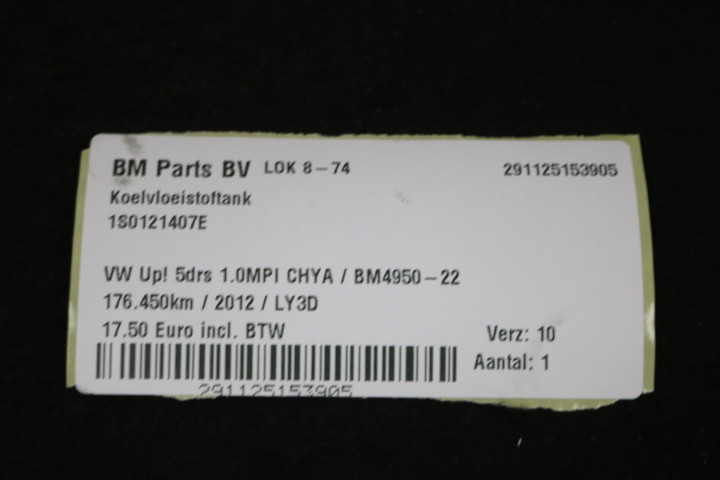 BM Parts BV LOK 8-74 291125153905
Koelvloeistoftank
1S0121407E
VW Up! 5drs 1.0MPI CHYA / BM4950-22
176.450km / 2012 / LY3D
17.50 Euro incl. BTW Verz: 10
Aantal: 1
291125153905